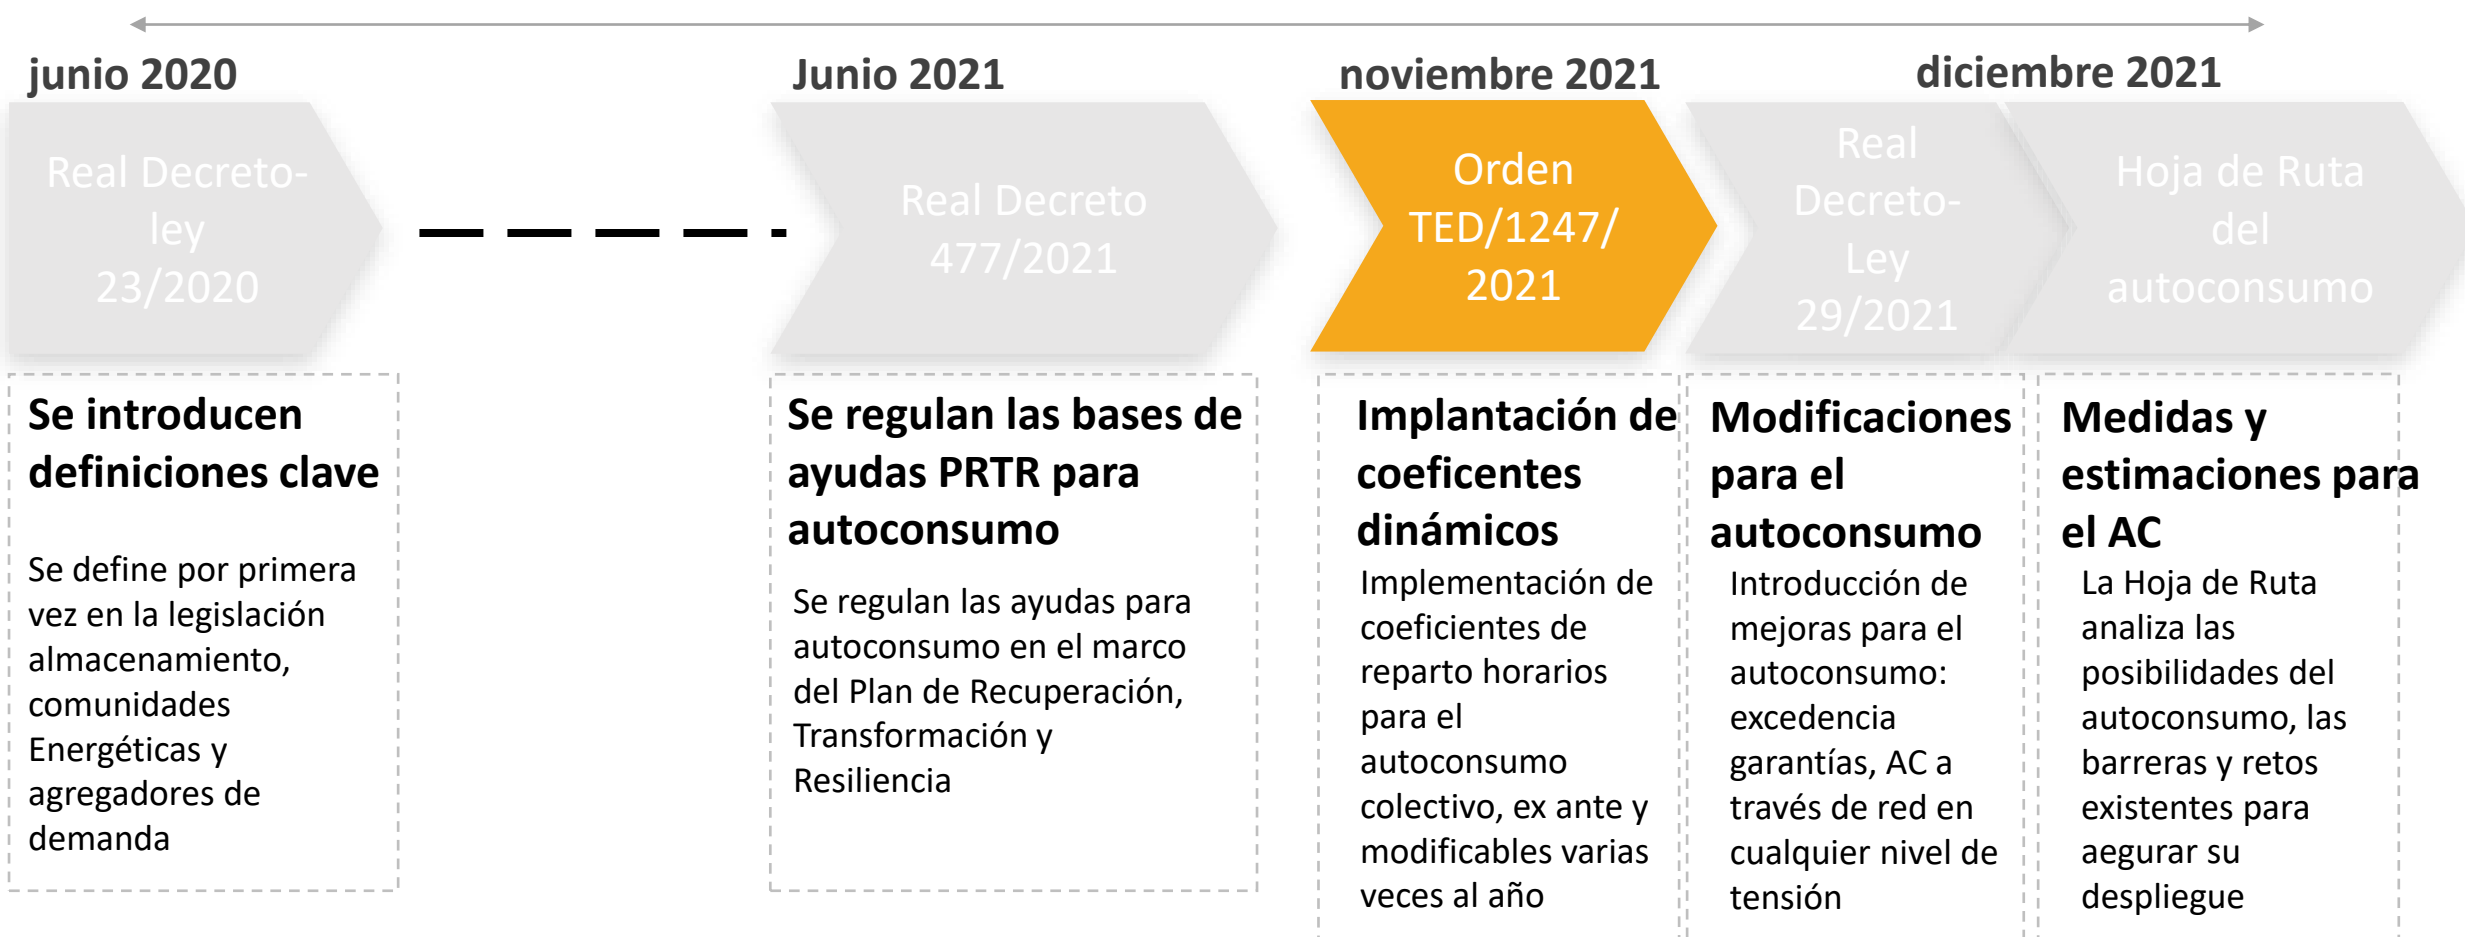 junio 2020
Real Decreto-
ley
23/2020
Se introducen
definiciones clave
Se define por primera
vez en la legislación
almacenamiento,
comunidades
Energéticas y
agregadores de
demanda
Junio 2021
Real Decreto
477/2021
Se regulan las bases de
ayudas PRTR para
autoconsumo
Se regulan las ayudas para
autoconsumo en el marco
del Plan de Recuperación,
Transformación y
Resiliencia
noviembre 2021
Orden
TED/1247/
2021
Implantación de
coeficentes
dinámicos
Implementación de
coeficientes de
reparto horarios
para el
autoconsumo
colectivo, ex ante y
modificables varias
veces al año
diciembre 2021
Real
Decreto-
Ley
29/2021
Modificaciones
para el
autoconsumo
Introducción de
mejoras para el
autoconsumo:
excedencia
garantías, AC a
través de red en
cualquier nivel de
tensión
Hoja de Ruta
del
autoconsumo
Medidas y
estimaciones para
el AC
La Hoja de Ruta
analiza las
posibilidades del
autoconsumo, las
barreras y retos
existentes para
aegurar su
despliegue